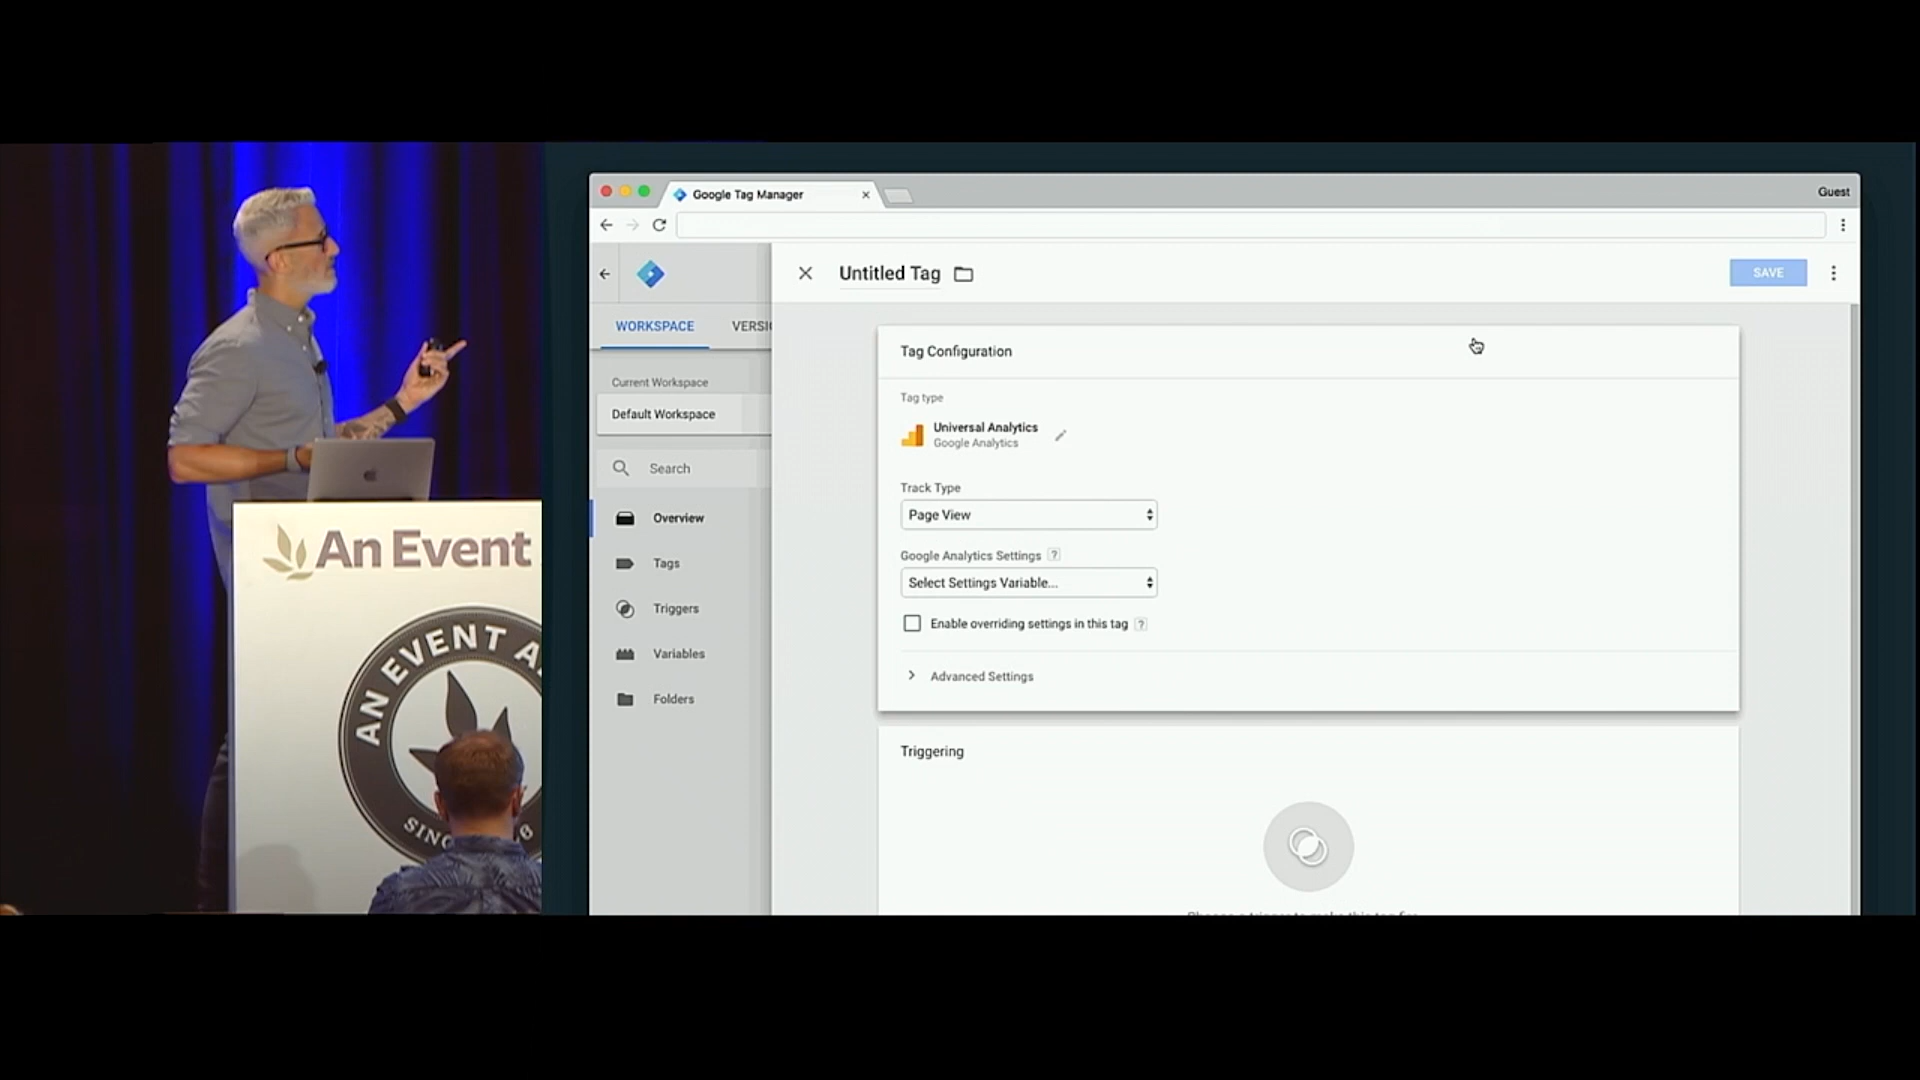 Google Tag Manager
Guest
Untitled Tag
SAVE
WORKSPACE
VERSI
Tag Configuration
Current Workspace
Tag type
Default Workspace
Universal Analytics
Google Analytics
Search
Track Type
Overview
Page View
Tags
Google Analytics Settings ?
Select Settings Variable...
Triggers
Enable overriding settings in this tag ?
Variables
Advanced Settings
Folders
Triggering
An Event
AN EVENT A
SINC
6